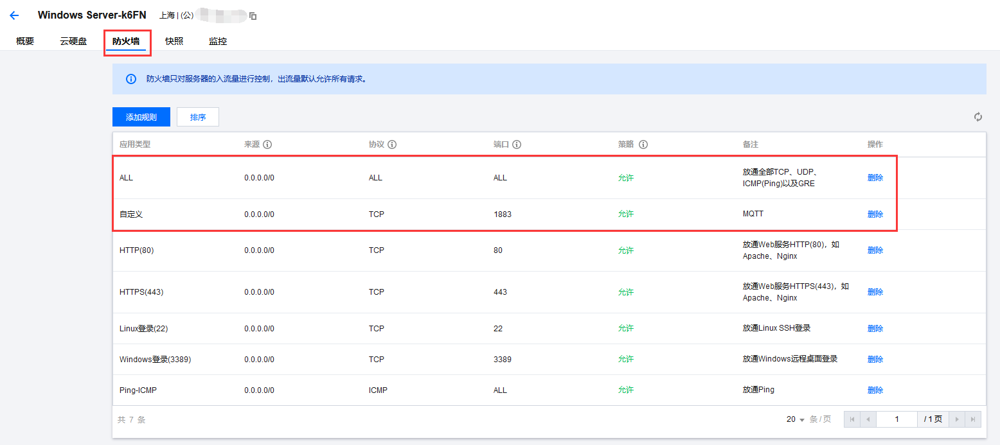 Windows Server-k6FN 上海 | (公)
概要 云硬盘 防火墙 快照 监控
防火墙只对服务器的入流量进行控制，出流量默认允许所有请求。
添加规则 排序
应用类型 来源 协议 端口 策略 备注 操作
ALL 0.0.0.0/0 ALL ALL 允许 放通全部TCP、UDP、 删除
ICMP(Ping)以及GRE
自定义 0.0.0.0/0 TCP 1883 允许 MQTT 删除
HTTP(80) 0.0.0.0/0 TCP 80 允许 放通Web服务HTTP(80)，如 删除
Apache、Nginx
HTTPS(443) 0.0.0.0/0 TCP 443 允许 放通Web服务HTTPS(443)，如 删除
Apache、Nginx
Linux登录(22) 0.0.0.0/0 TCP 22 允许 放通Linux SSH登录 删除
Windows登录(3389) 0.0.0.0/0 TCP 3389 允许 放通Windows远程桌面登录 删除
Ping-ICMP 0.0.0.0/0 ICMP ALL 允许 放通Ping 删除
共 7 条 20 条 / 页 1 / 1 页